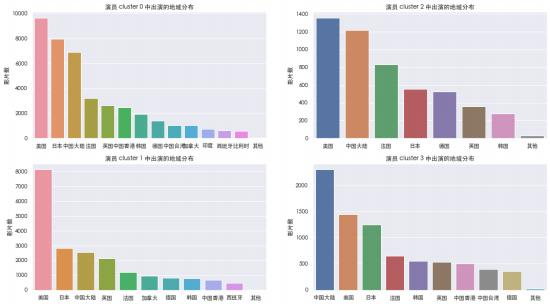 演员 cluster 0 中出演的地域分布
影片数
10000
8000
6000
4000
2000
0
美国 日本 中国大陆 法国 英国 中国香港 韩国 德国 中国台湾 加拿大 印度 西班牙 比利时 其他
演员 cluster 2 中出演的地域分布
影片数
1400
1200
1000
800
600
400
200
0
美国 中国大陆 法国 日本 德国 英国 韩国 其他
演员 cluster 1 中出演的地域分布
影片数
8000
7000
6000
5000
4000
3000
2000
1000
0
美国 日本 中国大陆 英国 法国 加拿大 德国 韩国 中国香港 西班牙 其他
演员 cluster 3 中出演的地域分布
影片数
2000
1500
1000
500
0
中国大陆 美国 日本 法国 韩国 英国 中国香港 中国台湾 德国 其他